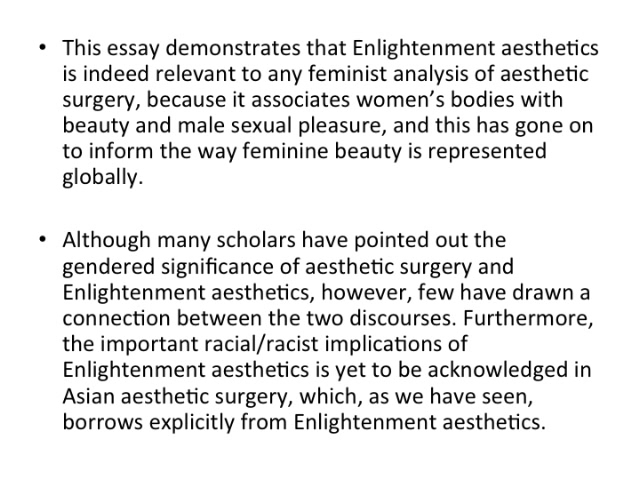 • This essay demonstrates that Enlightenment aesthetics
is indeed relevant to any feminist analysis of aesthetic
surgery, because it associates women’s bodies with
beauty and male sexual pleasure, and this has gone on
to inform the way feminine beauty is represented
globally.
• Although many scholars have pointed out the
gendered significance of aesthetic surgery and
Enlightenment aesthetics, however, few have drawn a
connection between the two discourses. Furthermore,
the important racial/racist implications of
Enlightenment aesthetics is yet to be acknowledged in
Asian aesthetic surgery, which, as we have seen,
borrows explicitly from Enlightenment aesthetics.